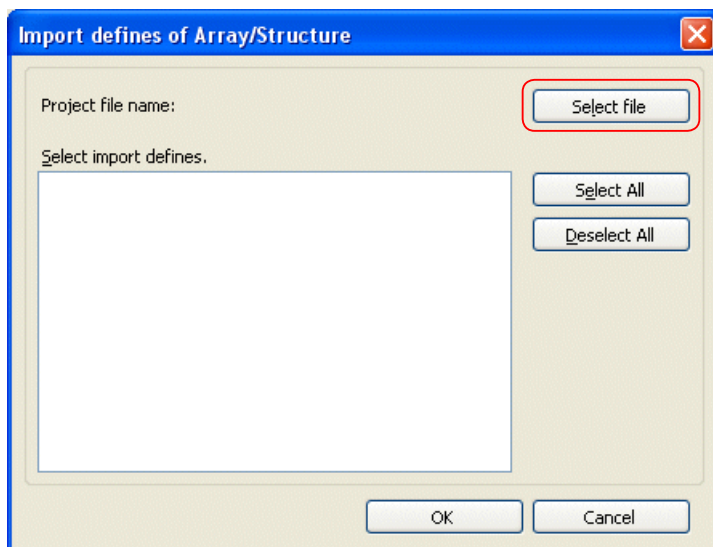 Import defines of Array/Structure
Project file name:
Select file
Select import defines.
Select All
Deselect All
OK
Cancel